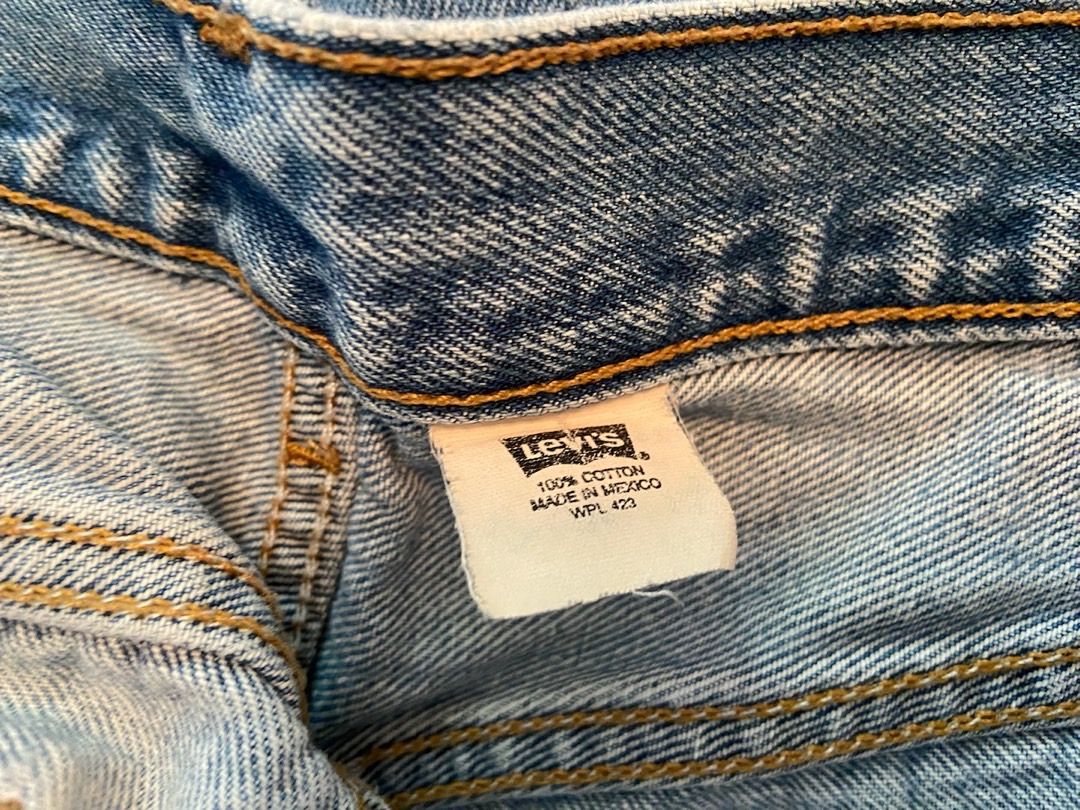 Levi's®
100% COTTON
MADE IN MEXICO
WPL 423